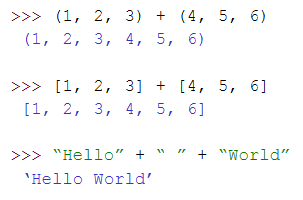 >>> (1, 2, 3) + (4, 5, 6)
(1, 2, 3, 4, 5, 6)
>>> [1, 2, 3] + [4, 5, 6]
[1, 2, 3, 4, 5, 6]
>>> “Hello” + “ ” + “World”
‘Hello World’